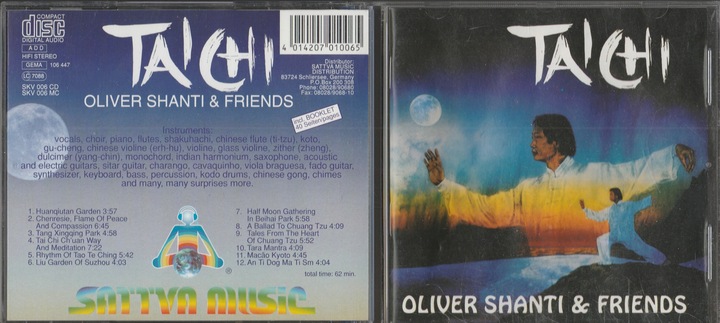 COMPACT
disc
DIGITAL AUDIO
ADD
HIFI STEREO
GEMA 106 447
LC 7086
SKV 006 CD
SKV 006 MC
TAI CHI
OLIVER SHANTI & FRIENDS
4 014207 010065
Distributor:
SATTVA MUSIC
DISTRIBUTION
83724 Schliersee, Germany
P.O.Box 200 309
Phone: 08028/90680
Fax: 08028/9068-10
incl. BOOKLET
40 Seiten/pages
Instruments:
vocals, choir, piano, flutes, shakuhachi, chinese flute (ti-tzu), koto,
gu-cheng, chinese violine (erh-hu), violine, glass violine, zither (zheng),
dulcimer (yang-chin), monochord, indian harmonium, saxophone, acoustic
and electric guitars, sitar guitar, charango, cavaquinho, viola braguesa, fado guitar,
synthesizer, keyboard, bass, percussion, kodo drums, chinese gong, chimes
and many, many surprises more.
1. Huanqiutan Garden 3:57
2. Chenresie, Flame Of Peace
And Compassion 6:45
3. Tang Xingqing Park 4:58
4. Tai Chi Ch'uan Way
And Meditation 7:22
5. Rhythm Of Tao Te Ching 5:42
6. Liu Garden Of Suzhou 4:03
7. Half Moon Gathering
In Beihai Park 5:58
8. A Ballad To Chuang Tzu 4:09
9. Tales From The Heart
Of Chuang Tzu 5:52
10. Tara Mantra 4:09
11. Macão Kyoto 4:45
12. An Ti Dog Ma Ti Sm 4:04
total time: 62 min.
®
SATTVA MUSIC
TAI CHI
OLIVER SHANTI & FRIENDS